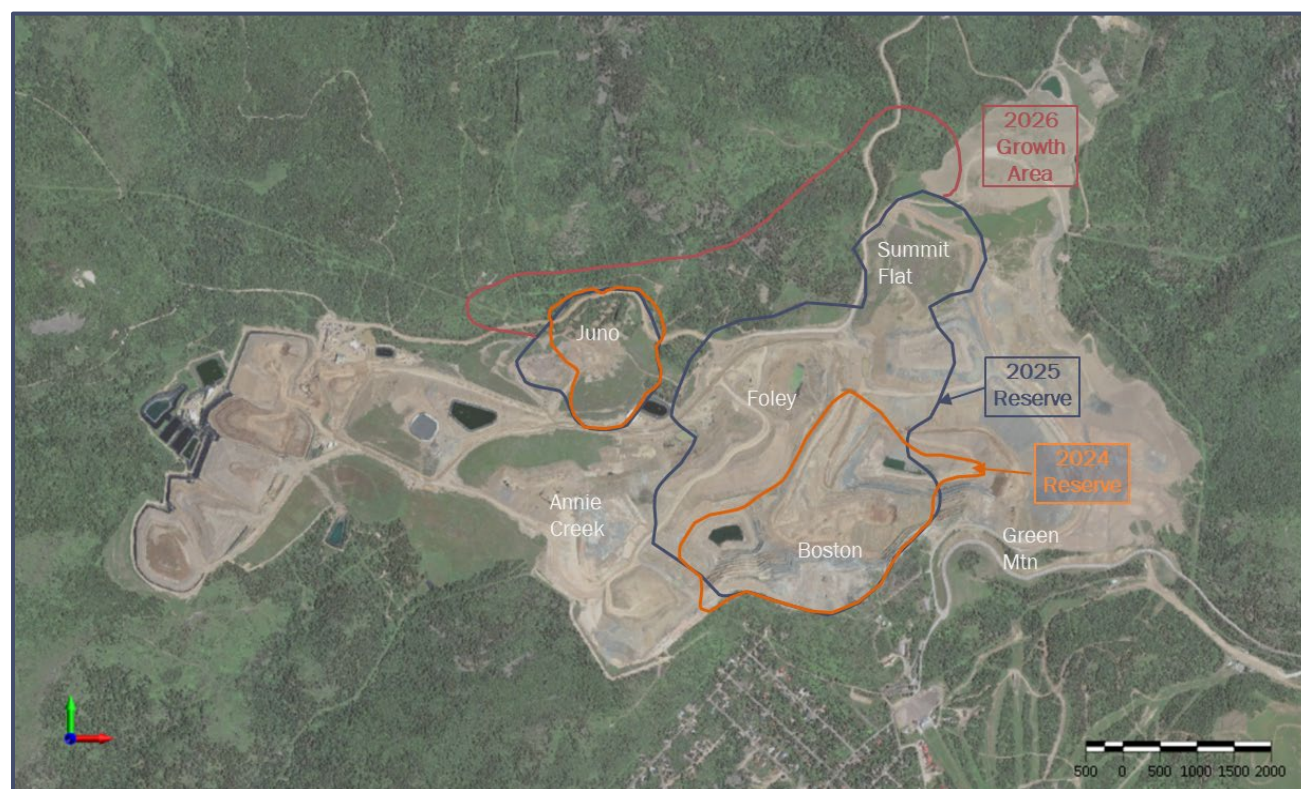 2026
Growth
Area
Summit
Flat
Juno
2025
Reserve
Foley
2024
Reserve
Annie
Creek
Boston
Green
Mtn
500 0 500 1000 1500 2000